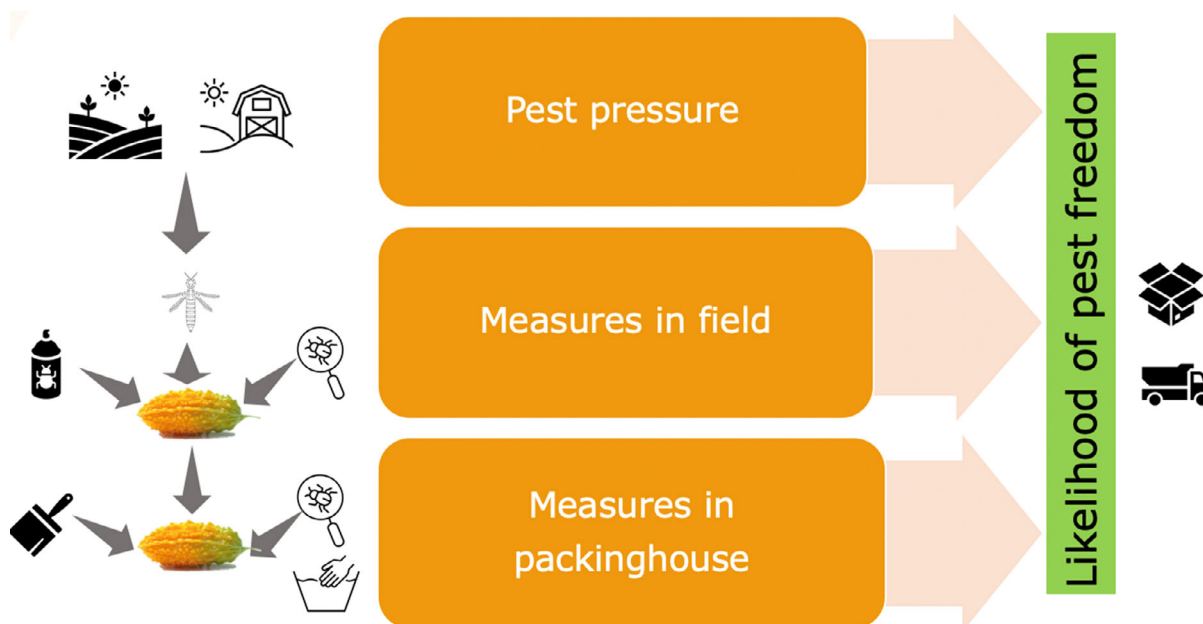 Pest pressure
Measures in field
Measures in
packinghouse
Likelihood of pest freedom